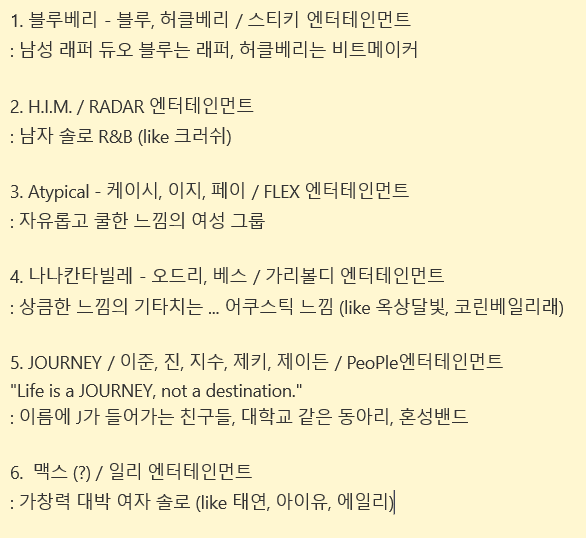 1. 블루베리 - 블루, 허클베리 / 스티키 엔터테인먼트
: 남성 래퍼 듀오 블루는 래퍼, 허클베리는 비트메이커
2. H.I.M. / RADAR 엔터테인먼트
: 남자 솔로 R&B (like 크러쉬)
3. Atypical - 케이시, 이지, 페이 / FLEX 엔터테인먼트
: 자유롭고 쿨한 느낌의 여성 그룹
4. 나나칸타빌레 - 오드리, 베스 / 가리볼디 엔터테인먼트
: 상큼한 느낌의 기타치는 ... 어쿠스틱 느낌 (like 옥상달빛, 코린베일리래)
5. JOURNEY / 이준, 진, 지수, 제키, 제이든 / PeoPle엔터테인먼트
"Life is a JOURNEY, not a destination."
: 이름에 J가 들어가는 친구들, 대학교 같은 동아리, 혼성밴드
6.  맥스 (?) / 일리 엔터테인먼트
: 가창력 대박 여자 솔로 (like 태연, 아이유, 에일리)